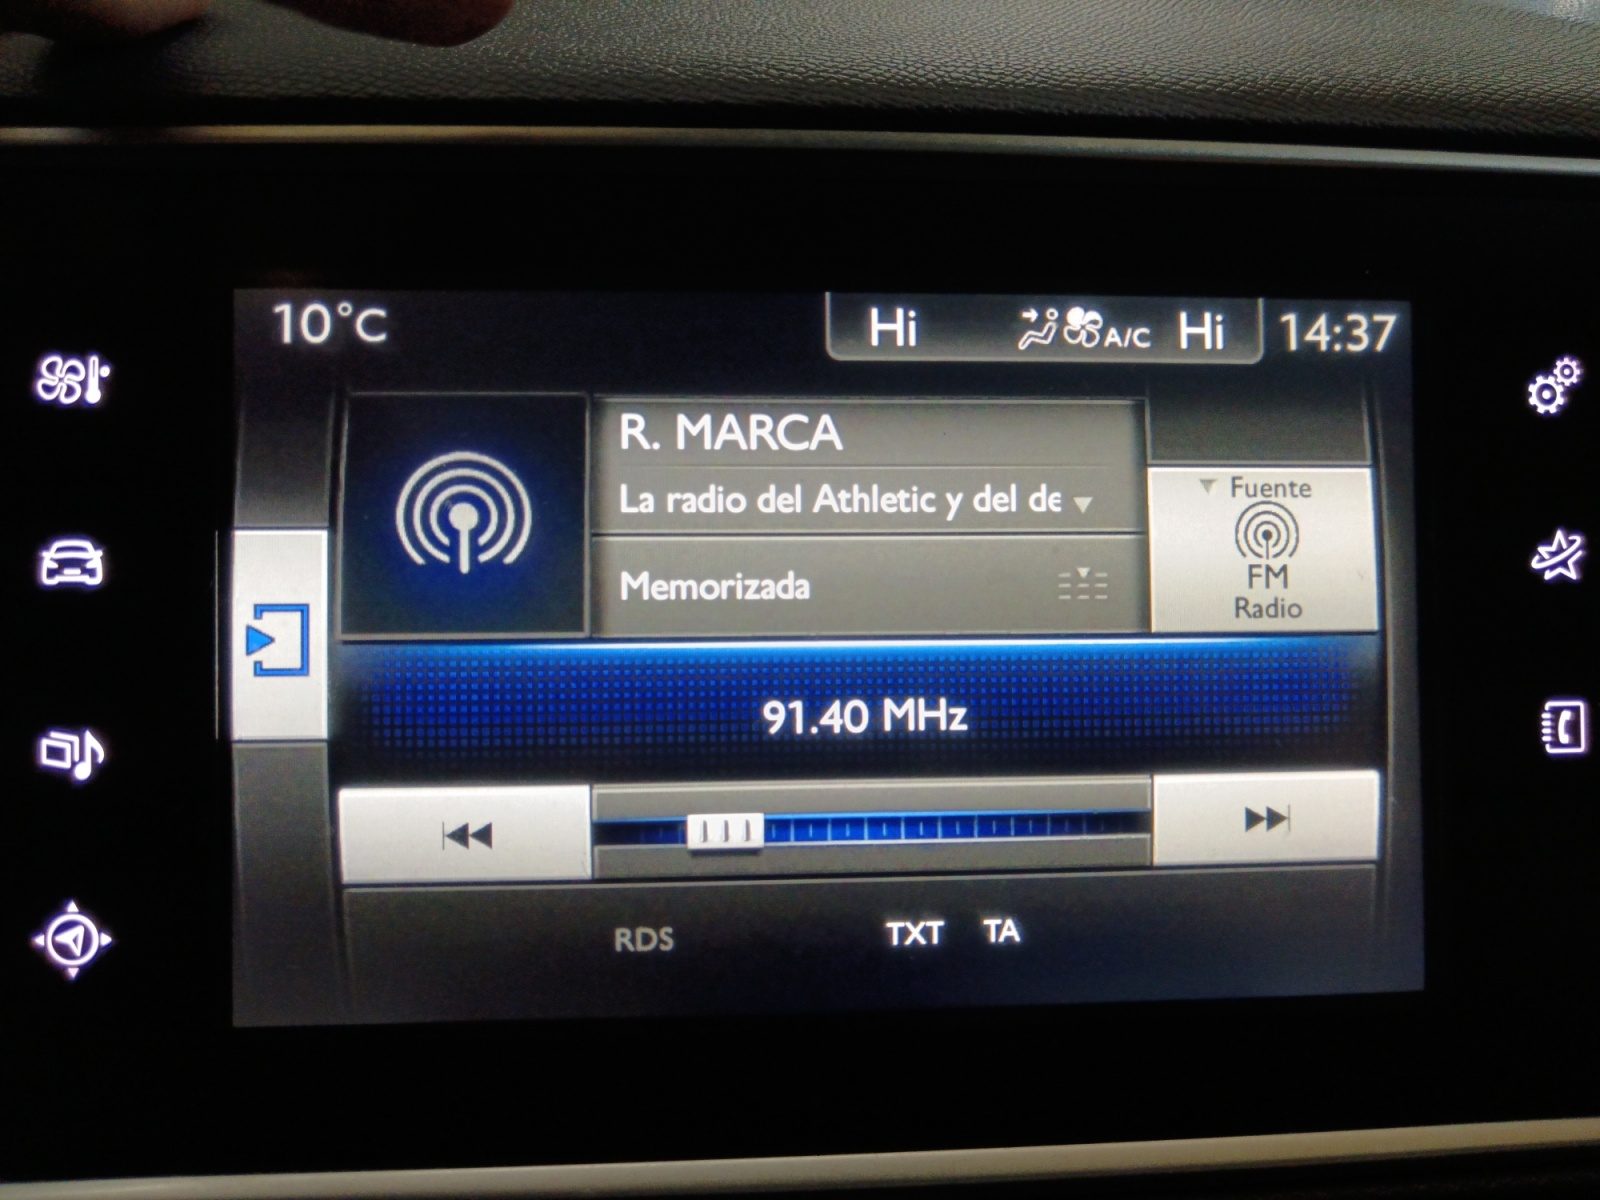 10°C
Hi A/C Hi 14:37
R. MARCA
La radio del Athletic y del de
Memorizada
Fuente
FM
Radio
91.40 MHz
RDS TXT TA